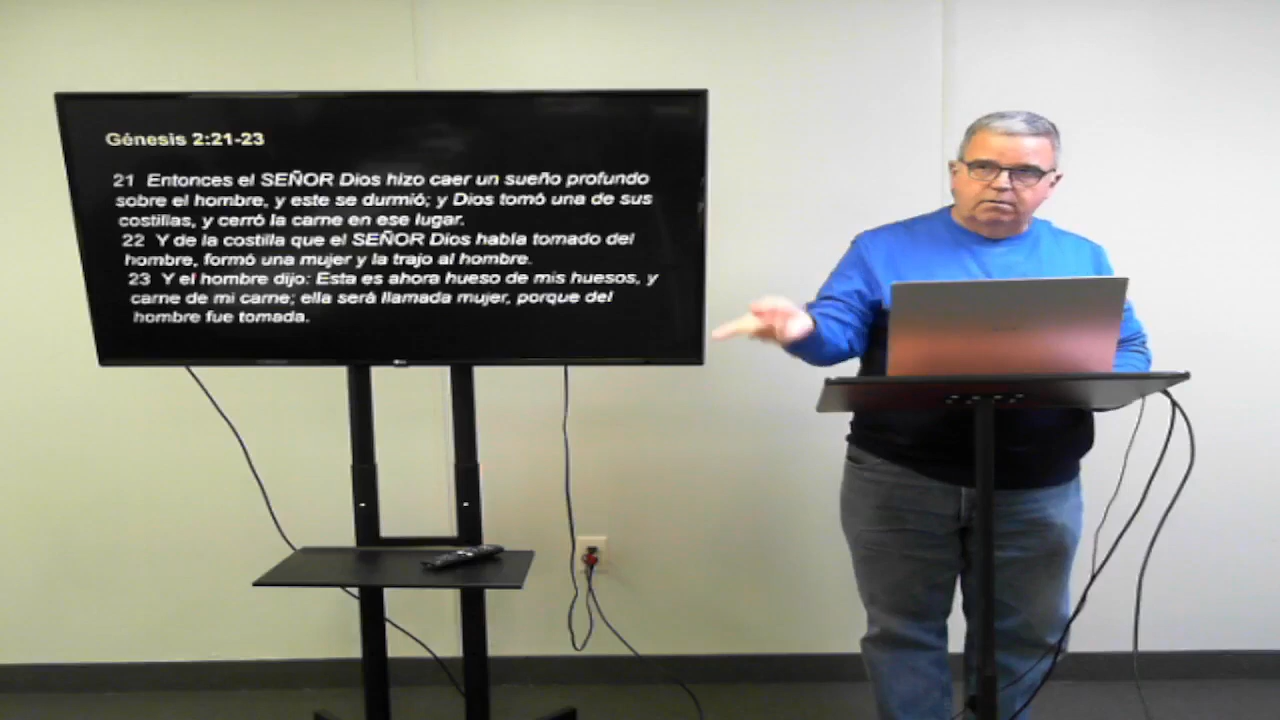 Génesis 2:21-23
21 Entonces el SEÑOR Dios hizo caer un sueño profundo
sobre el hombre, y este se durmió; y Dios tomó una de sus
costillas, y cerró la carne en ese lugar.
22 Y de la costilla que el SEÑOR Dios había tomado del
hombre, formó una mujer y la trajo al hombre.
23 Y el hombre dijo: Esta es ahora hueso de mis huesos, y
carne de mi carne; ella será llamada mujer, porque del
hombre fue tomada.